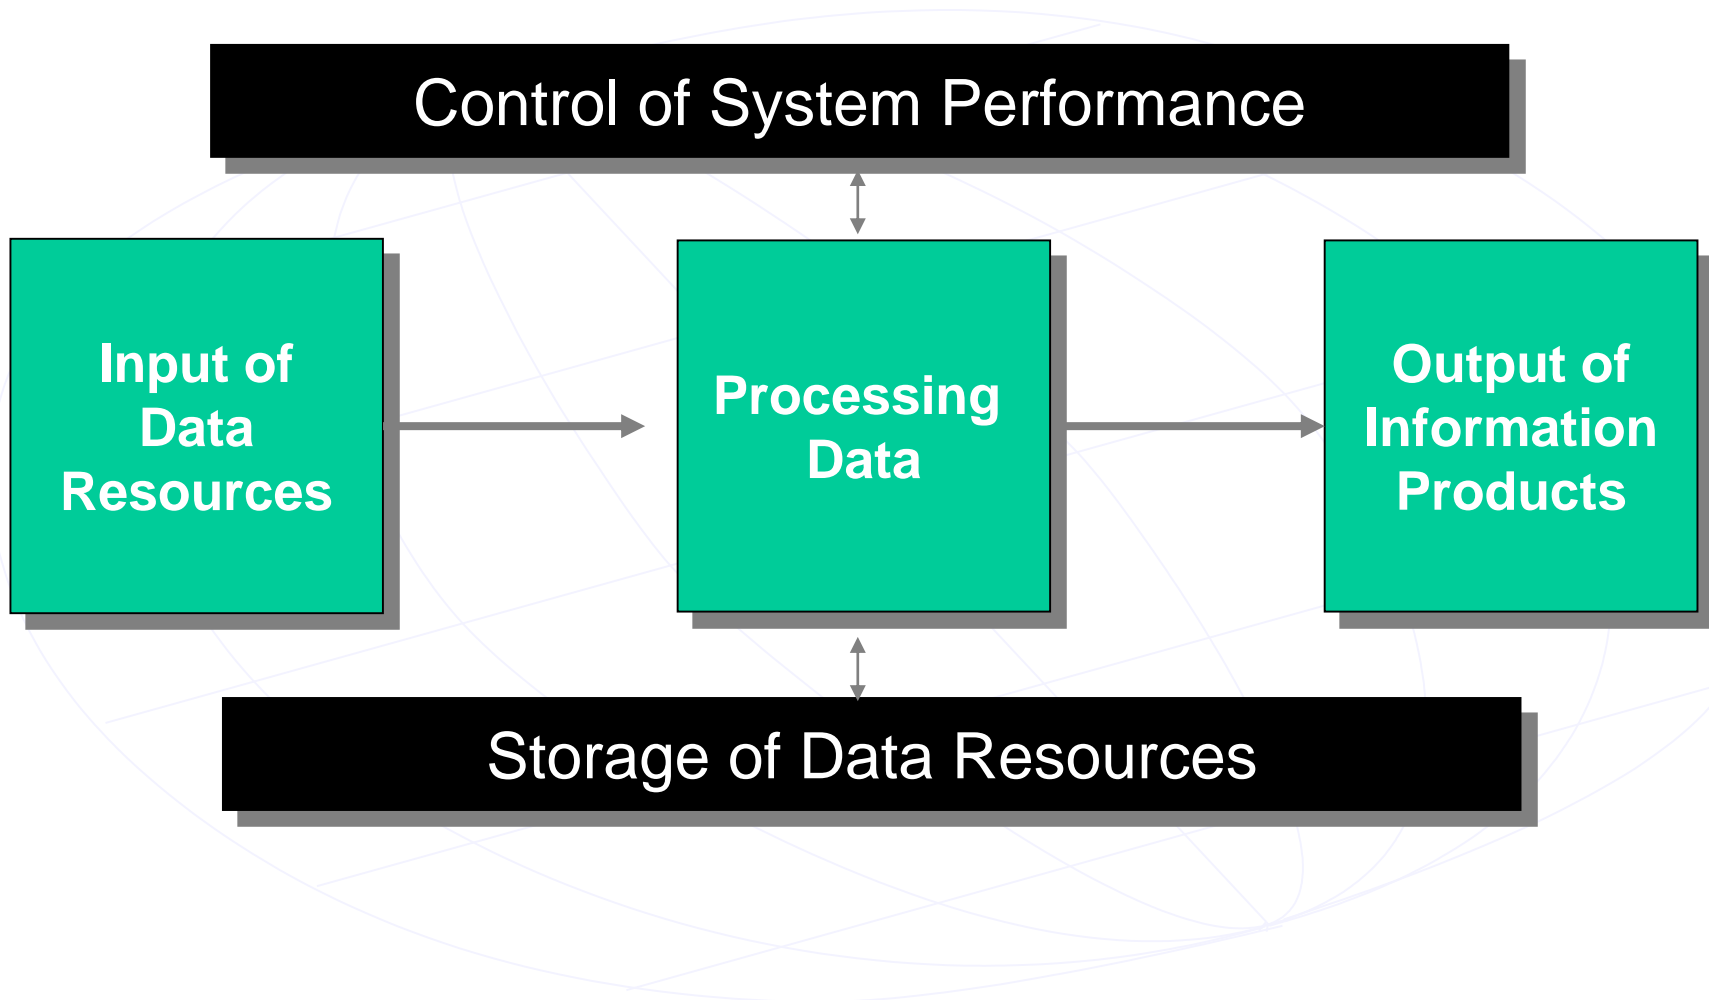 Control of System Performance
Input of
Data
Resources
Processing
Data
Output of
Information
Products
Storage of Data Resources